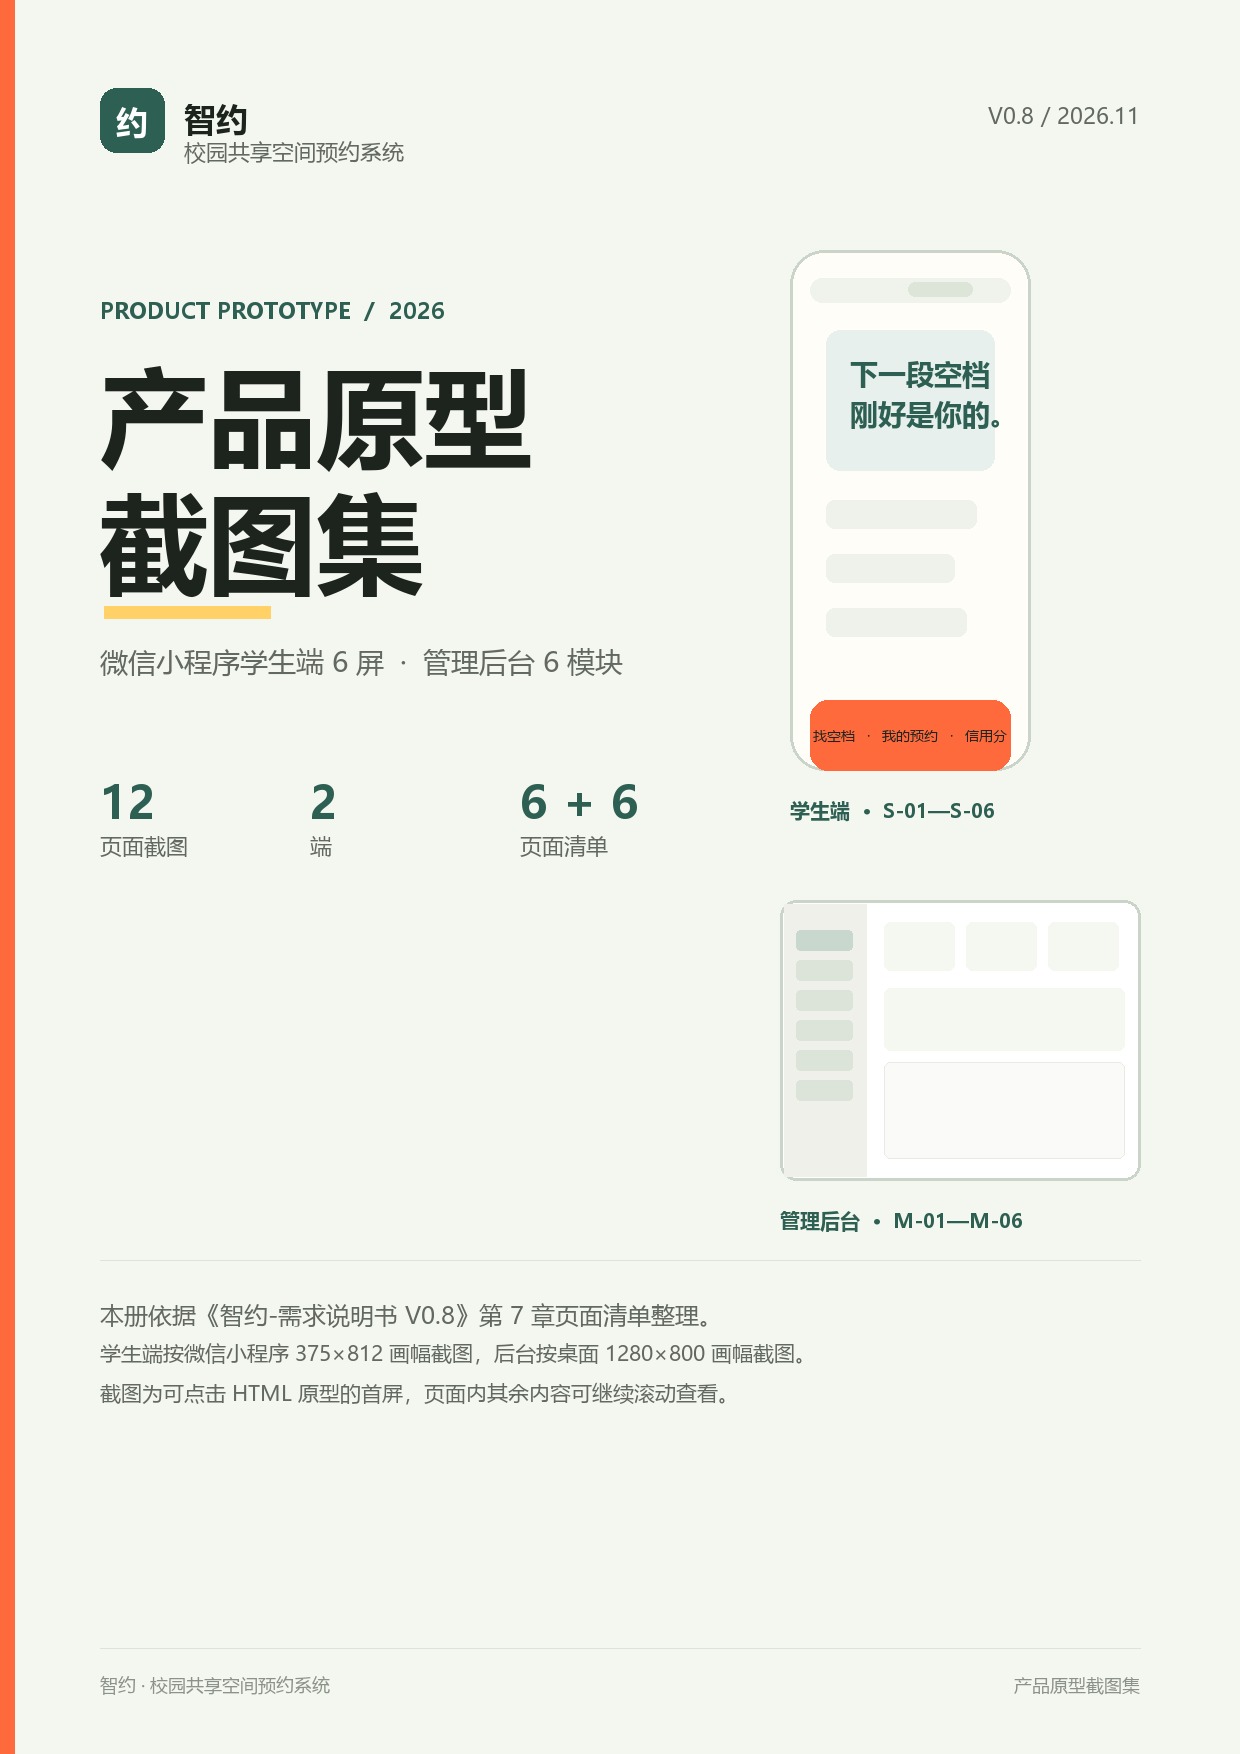 约
智约
校园共享空间预约系统
V0.8 / 2026.11
PRODUCT PROTOTYPE / 2026
产品原型
截图集
微信小程序学生端 6 屏 · 管理后台 6 模块
12
页面截图
2
端
6 + 6
页面清单
下一段空档
刚好是你的。
找空档 · 我的预约 · 信用分
学生端 • S-01—S-06
管理后台 • M-01—M-06
本册依据《智约-需求说明书 V0.8》第 7 章页面清单整理。
学生端按微信小程序 375×812 画幅截图，后台按桌面 1280×800 画幅截图。
截图为可点击 HTML 原型的首屏，页面内其余内容可继续滚动查看。
智约 · 校园共享空间预约系统
产品原型截图集